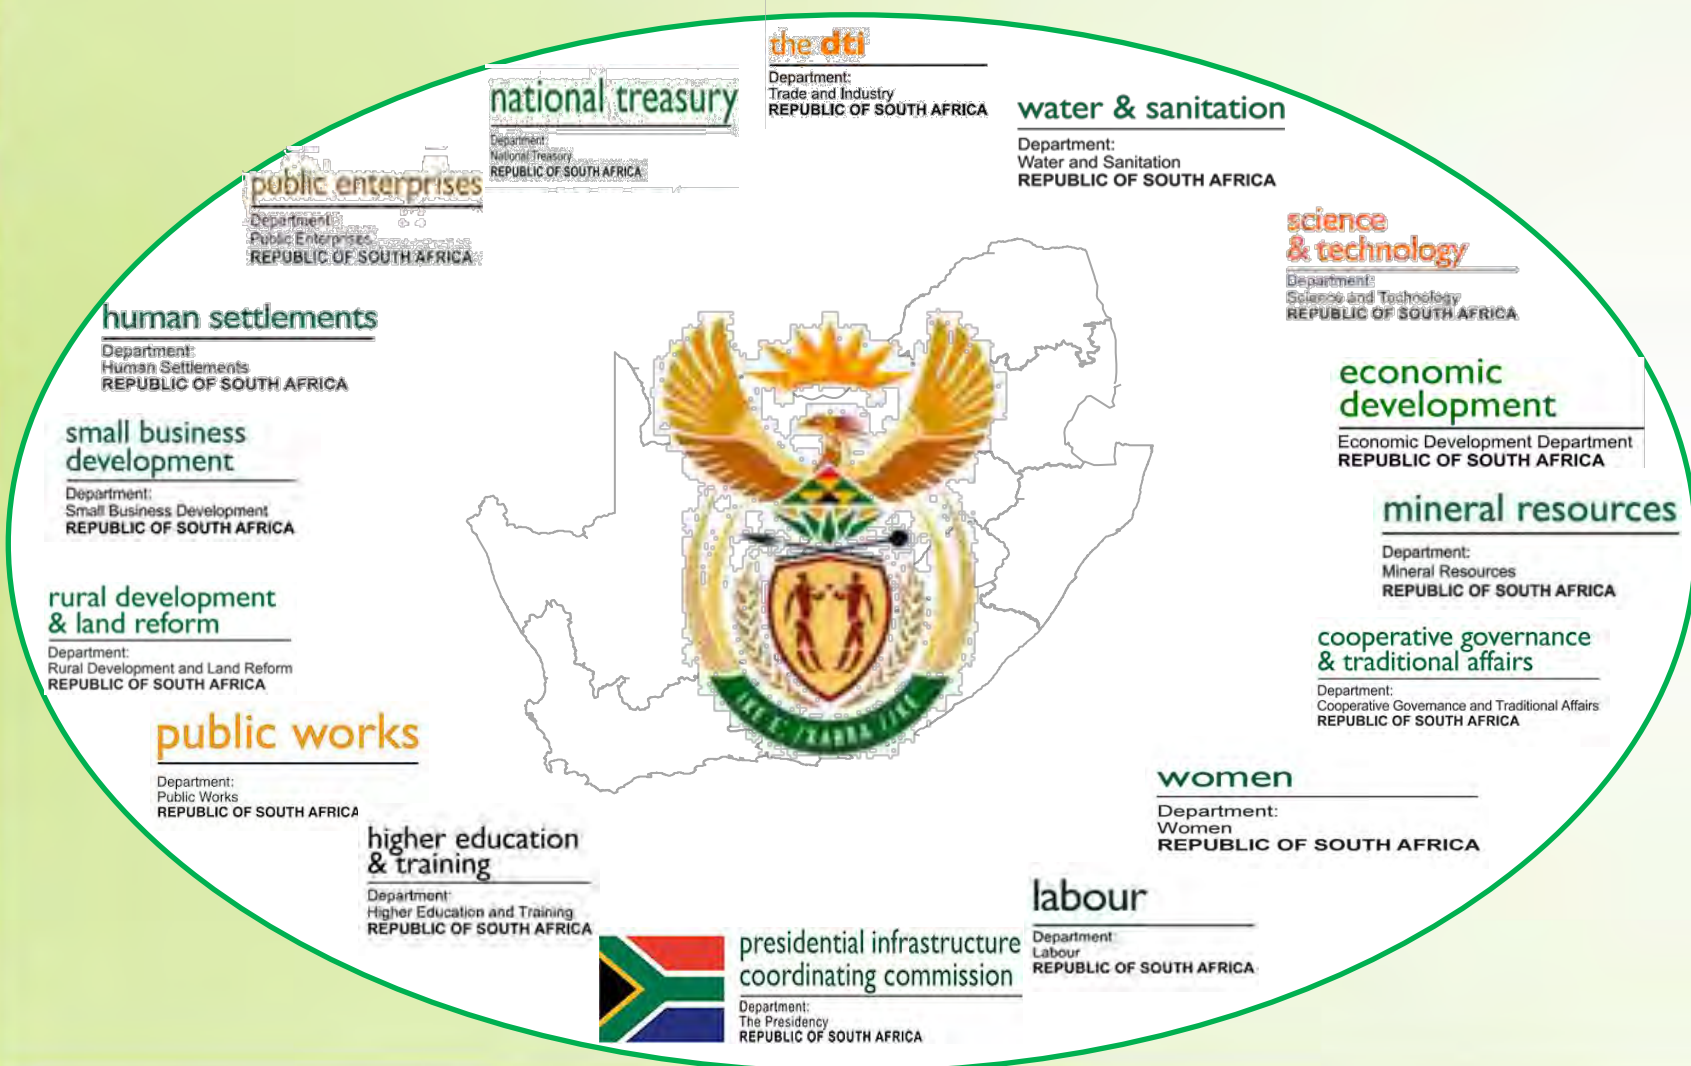 the dti
Department:
Trade and Industry
REPUBLIC OF SOUTH AFRICA
national treasury
Department:
National Treasury
REPUBLIC OF SOUTH AFRICA
water & sanitation
Department:
Water and Sanitation
REPUBLIC OF SOUTH AFRICA
public enterprises
Department:
Public Enterprises
REPUBLIC OF SOUTH AFRICA
science
& technology
Department:
Science and Technology
REPUBLIC OF SOUTH AFRICA
human settlements
Department:
Human Settlements
REPUBLIC OF SOUTH AFRICA
economic
development
Economic Development Department
REPUBLIC OF SOUTH AFRICA
small business
development
Department:
Small Business Development
REPUBLIC OF SOUTH AFRICA
mineral resources
Department:
Mineral Resources
REPUBLIC OF SOUTH AFRICA
rural development
& land reform
Department:
Rural Development and Land Reform
REPUBLIC OF SOUTH AFRICA
cooperative governance
& traditional affairs
Department:
Cooperative Governance and Traditional Affairs
REPUBLIC OF SOUTH AFRICA
public works
Department:
Public Works
REPUBLIC OF SOUTH AFRICA
women
Department:
Women
REPUBLIC OF SOUTH AFRICA
higher education
& training
Department:
Higher Education and Training
REPUBLIC OF SOUTH AFRICA
labour
Department:
Labour
REPUBLIC OF SOUTH AFRICA
presidential infrastructure
coordinating commission
Department:
The Presidency
REPUBLIC OF SOUTH AFRICA